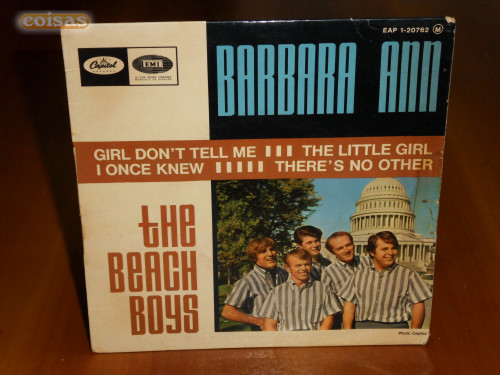 coisas
EAP 1-20762 M
Capitol
EMI
BARBARA ANN
GIRL DON'T TELL ME THE LITTLE GIRL
I ONCE KNEW THERE'S NO OTHER
the
BEACH
BOYS
Photo Capitol